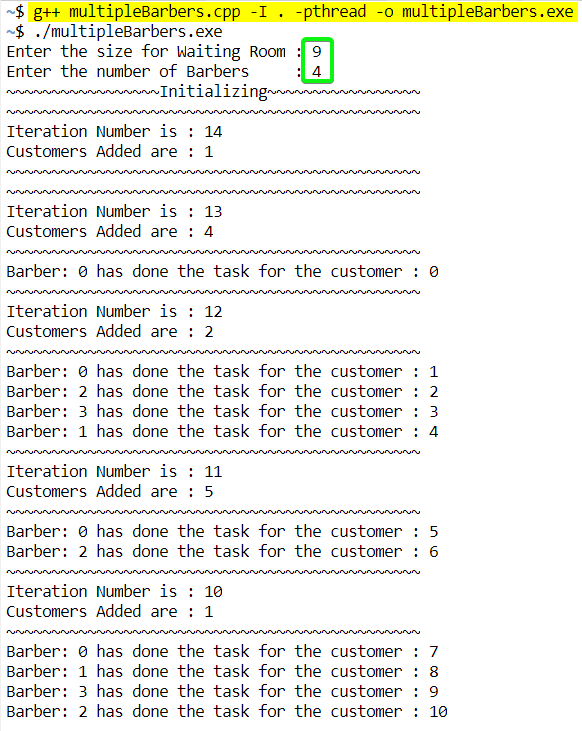 ~$ g++ multipleBarbers.cpp -I . -pthread -o multipleBarbers.exe
~$ ./multipleBarbers.exe
Enter the size for Waiting Room : 9
Enter the number of Barbers     : 4
~~~~~~~~~~~~~~~~~Initializing~~~~~~~~~~~~~~~~~
~~~~~~~~~~~~~~~~~~~~~~~~~~~~~~~~~~~~~~~~~~~~~~
Iteration Number is : 14
Customers Added are : 1
~~~~~~~~~~~~~~~~~~~~~~~~~~~~~~~~~~~~~~~~~~~~~~
~~~~~~~~~~~~~~~~~~~~~~~~~~~~~~~~~~~~~~~~~~~~~~
Iteration Number is : 13
Customers Added are : 4
~~~~~~~~~~~~~~~~~~~~~~~~~~~~~~~~~~~~~~~~~~~~~~
Barber: 0 has done the task for the customer : 0
~~~~~~~~~~~~~~~~~~~~~~~~~~~~~~~~~~~~~~~~~~~~~~
Iteration Number is : 12
Customers Added are : 2
~~~~~~~~~~~~~~~~~~~~~~~~~~~~~~~~~~~~~~~~~~~~~~
Barber: 0 has done the task for the customer : 1
Barber: 2 has done the task for the customer : 2
Barber: 3 has done the task for the customer : 3
Barber: 1 has done the task for the customer : 4
~~~~~~~~~~~~~~~~~~~~~~~~~~~~~~~~~~~~~~~~~~~~~~
Iteration Number is : 11
Customers Added are : 5
~~~~~~~~~~~~~~~~~~~~~~~~~~~~~~~~~~~~~~~~~~~~~~
Barber: 0 has done the task for the customer : 5
Barber: 2 has done the task for the customer : 6
~~~~~~~~~~~~~~~~~~~~~~~~~~~~~~~~~~~~~~~~~~~~~~
Iteration Number is : 10
Customers Added are : 1
~~~~~~~~~~~~~~~~~~~~~~~~~~~~~~~~~~~~~~~~~~~~~~
Barber: 0 has done the task for the customer : 7
Barber: 1 has done the task for the customer : 8
Barber: 3 has done the task for the customer : 9
Barber: 2 has done the task for the customer : 10